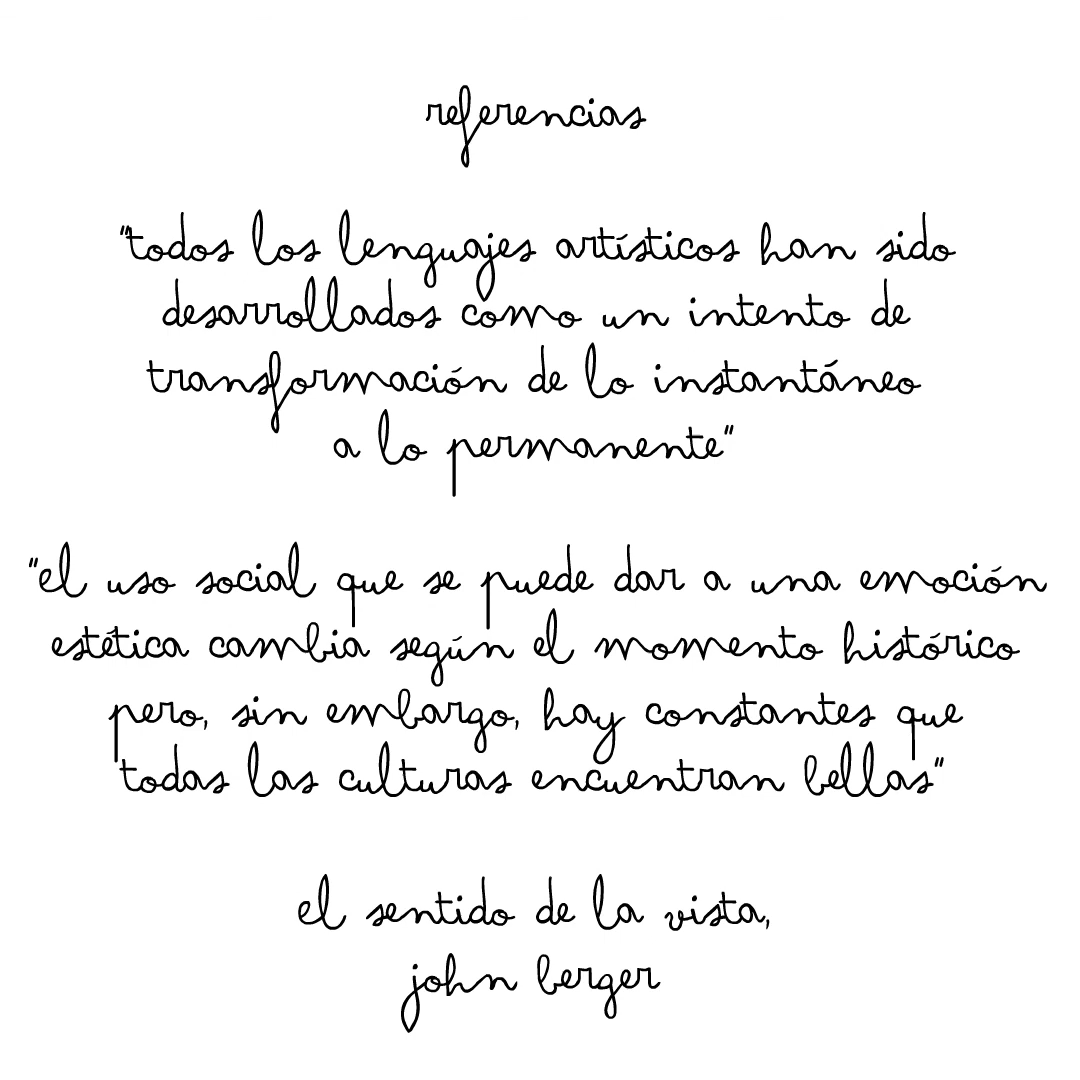 referencias
"todos los lenguajes artísticos han sido
desarrollados como un intento de
transformación de lo instantáneo
a lo permanente"
"el uso social que se puede dar a una emoción
estética cambia según el momento histórico
pero, sin embargo, hay constantes que
todas las culturas encuentran bellas"
el sentido de la vista,
john berger